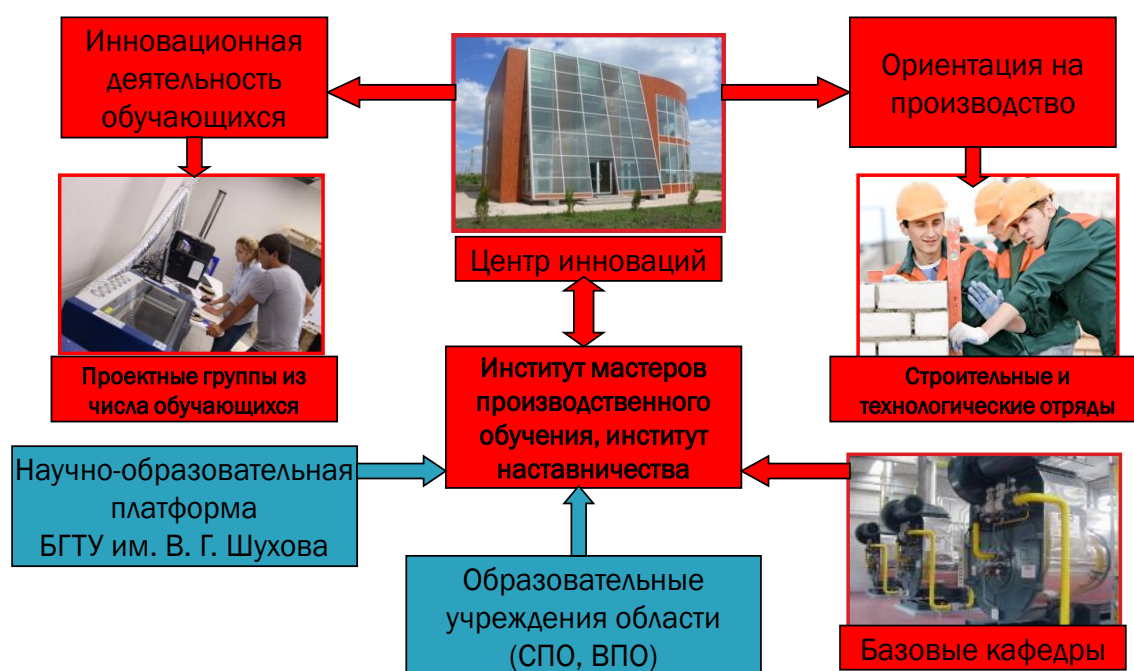 Инновационная
деятельность
обучающихся
Ориентация на
производство
Центр инноваций
Проектные группы из
числа обучающихся
Институт мастеров
производственного
обучения, институт
наставничества
Строительные и
технологические отряды
Научно-образовательная
платформа
БГТУ им. В. Г. Шухова
Образовательные
учреждения области
(СПО, ВПО)
Базовые кафедры